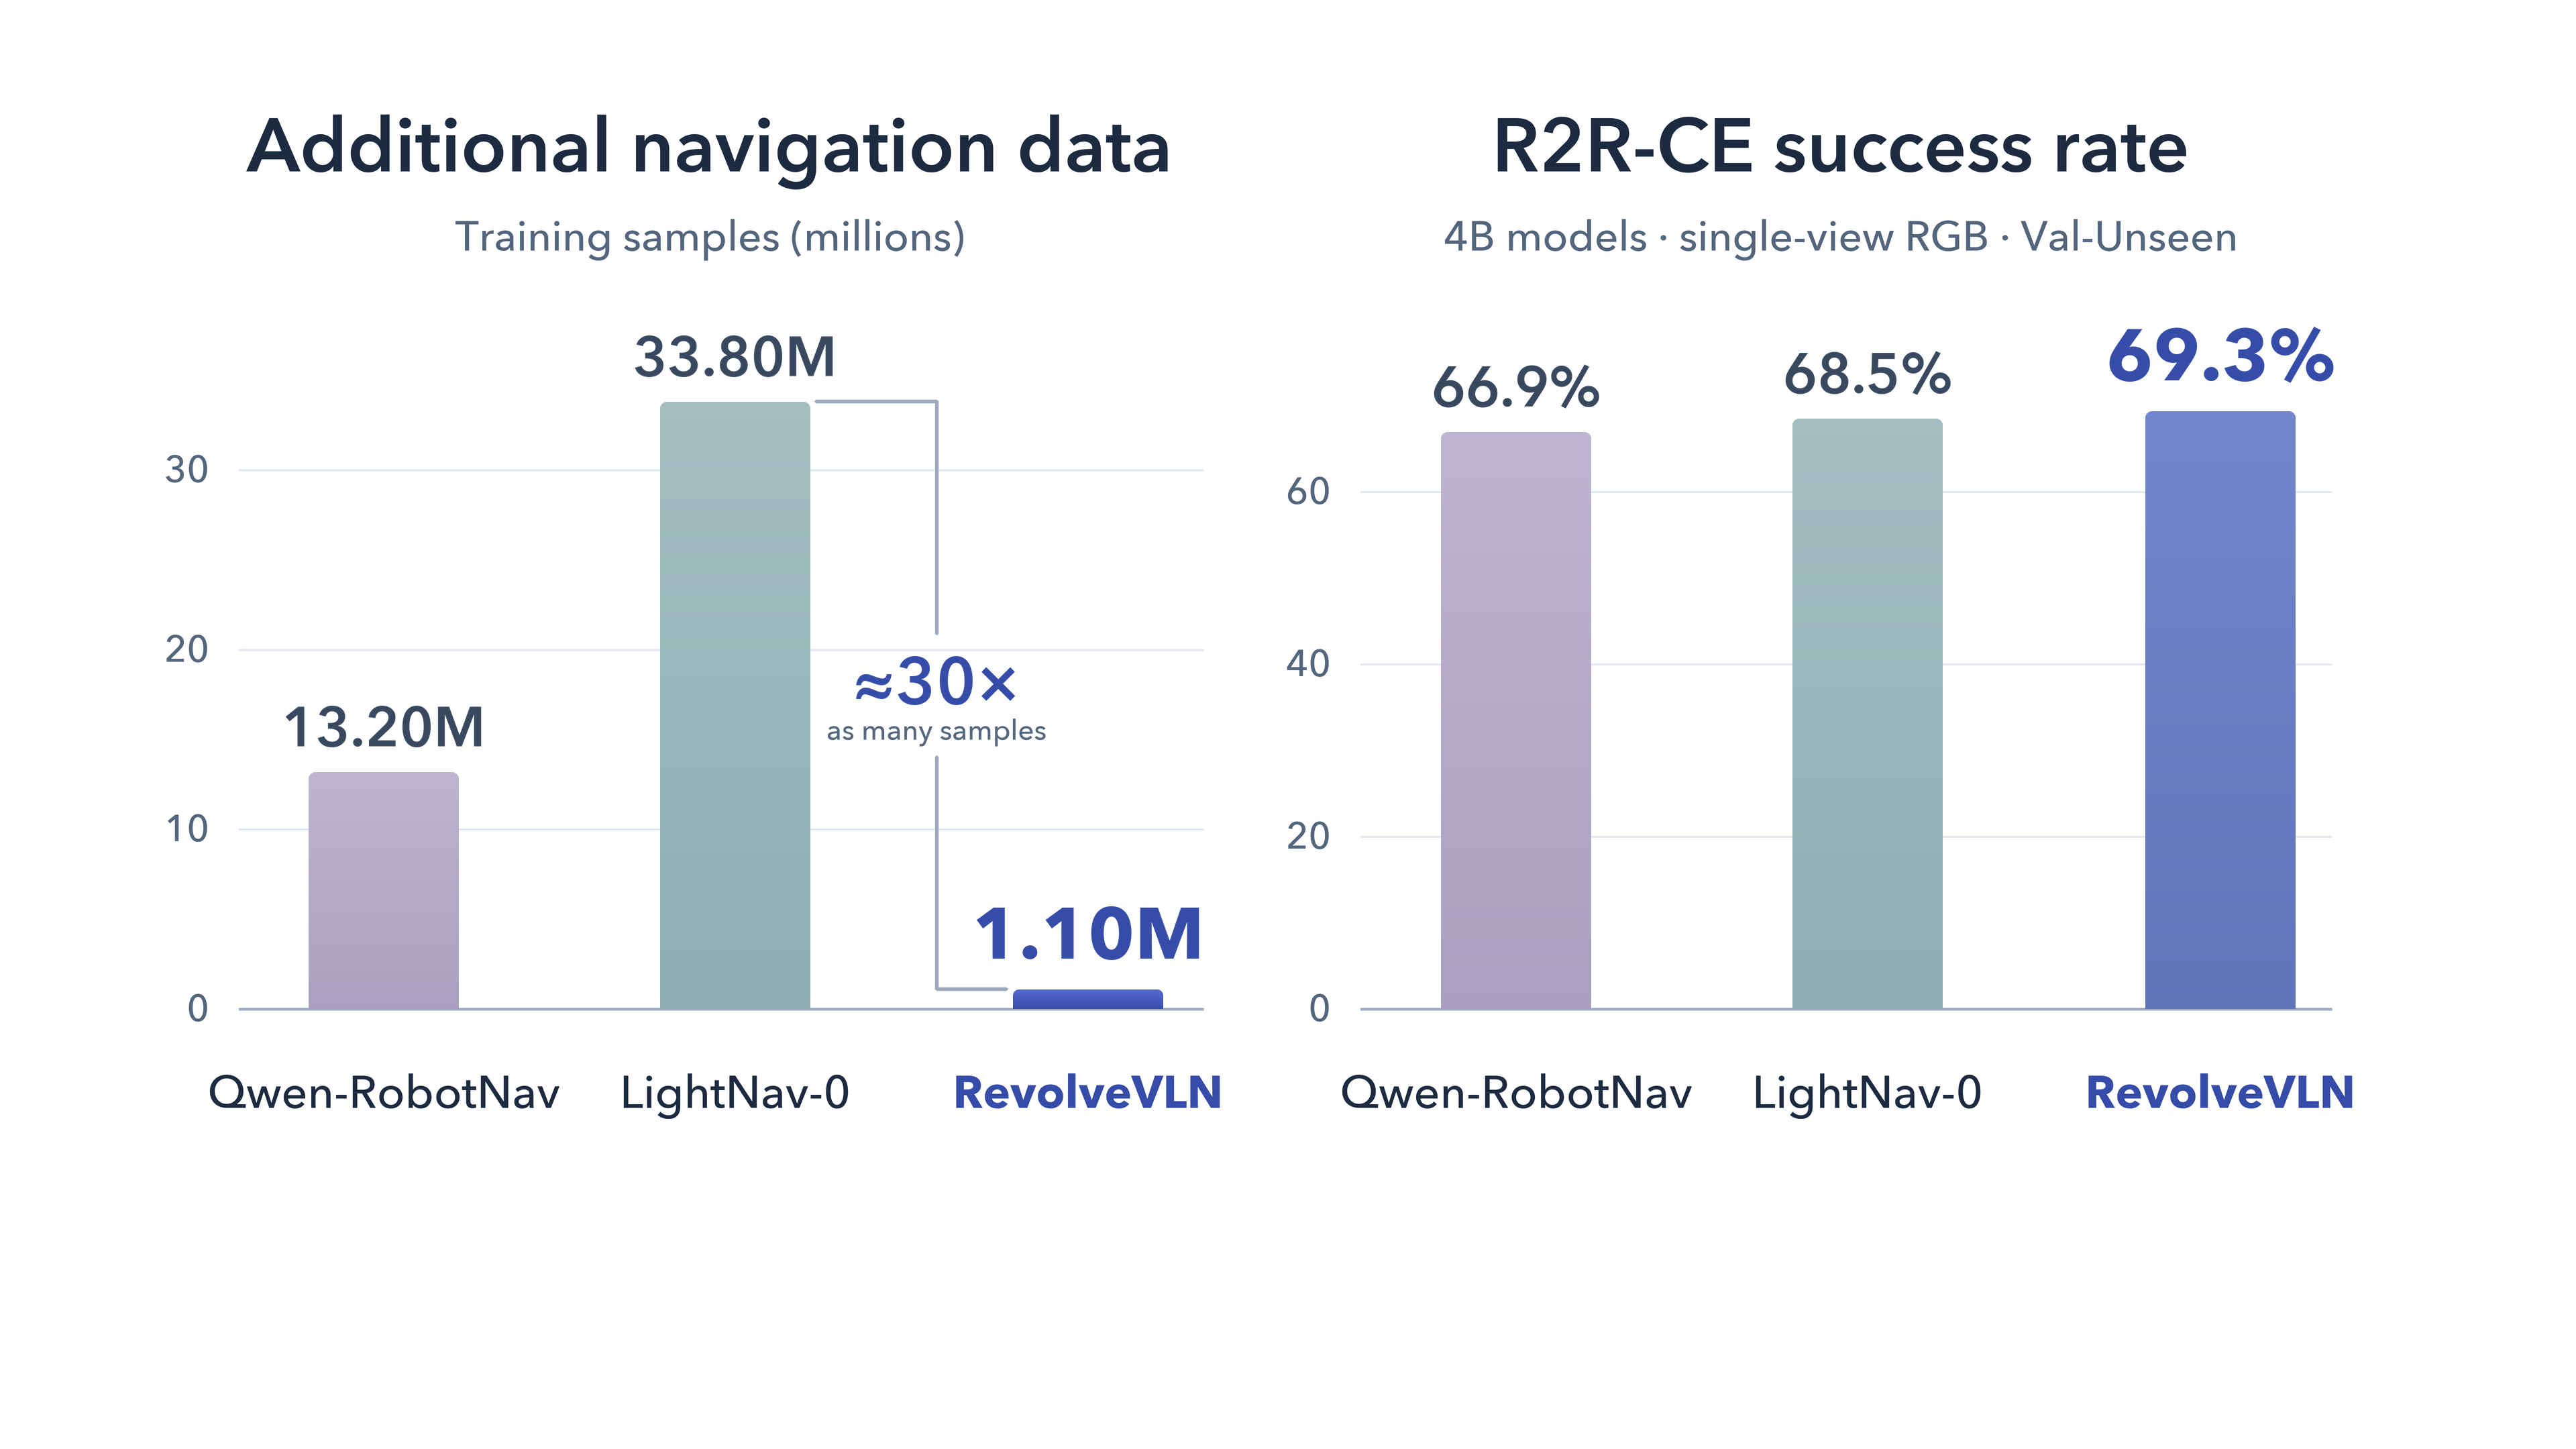 Additional navigation data
Training samples (millions)
33.80M
30
20
≈30×
as many samples
13.20M
10
1.10M
0
Qwen-RobotNav
LightNav-0
RevolveVLN
R2R-CE success rate
4B models · single-view RGB · Val-Unseen
66.9%
68.5%
69.3%
60
40
20
0
Qwen-RobotNav
LightNav-0
RevolveVLN